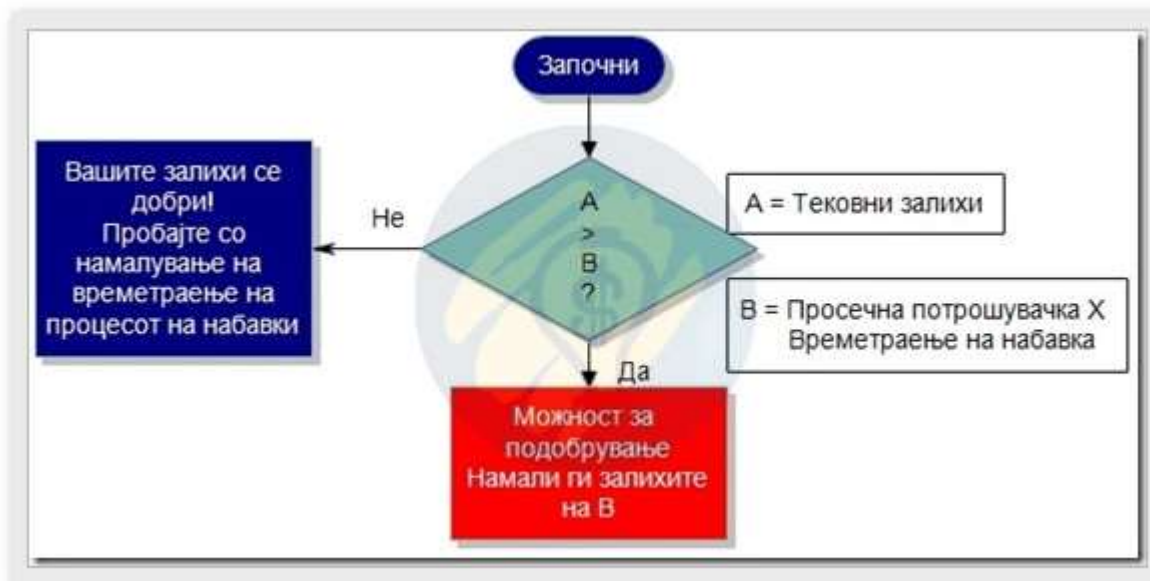 Започни
Вашите залихи се
добри!
Пробајте со
намалување на
времетраење на
процесот на набавки
Не
А
>
В
?
А = Тековни залихи
В = Просечна потрошувачка Х
Времетраење на набавка
Да
Можност за
подобрување
Намали ги залихите
на В